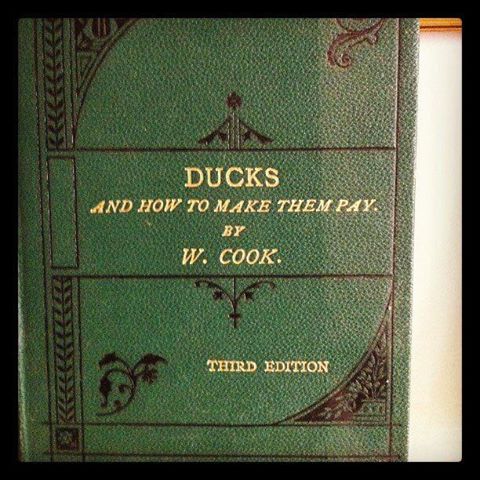 DUCKS
AND HOW TO MAKE THEM PAY.
BY
W. COOK.
THIRD EDITION